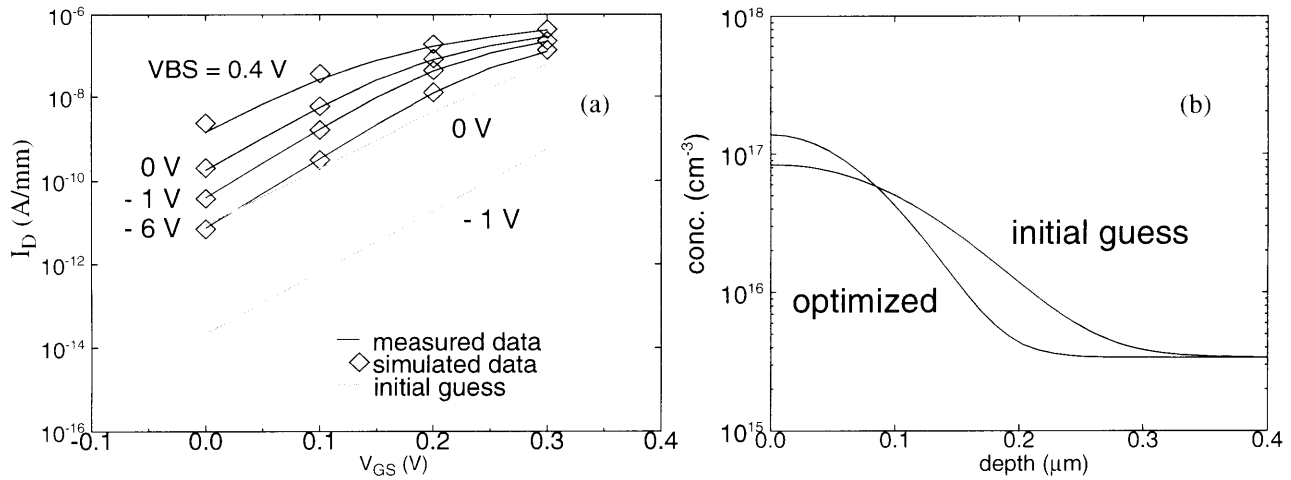 10^-6
10^-8
10^-10
10^-12
10^-14
10^-16
I_D (A/mm)
VBS = 0.4 V
0 V
- 1 V
- 6 V
(a)
0 V
- 1 V
measured data
simulated data
initial guess
-0.1
0.0
0.1
0.2
0.3
0.4
V_GS (V)
10^18
10^17
10^16
10^15
conc. (cm^-3)
(b)
initial guess
optimized
0.0
0.1
0.2
0.3
0.4
depth (μm)